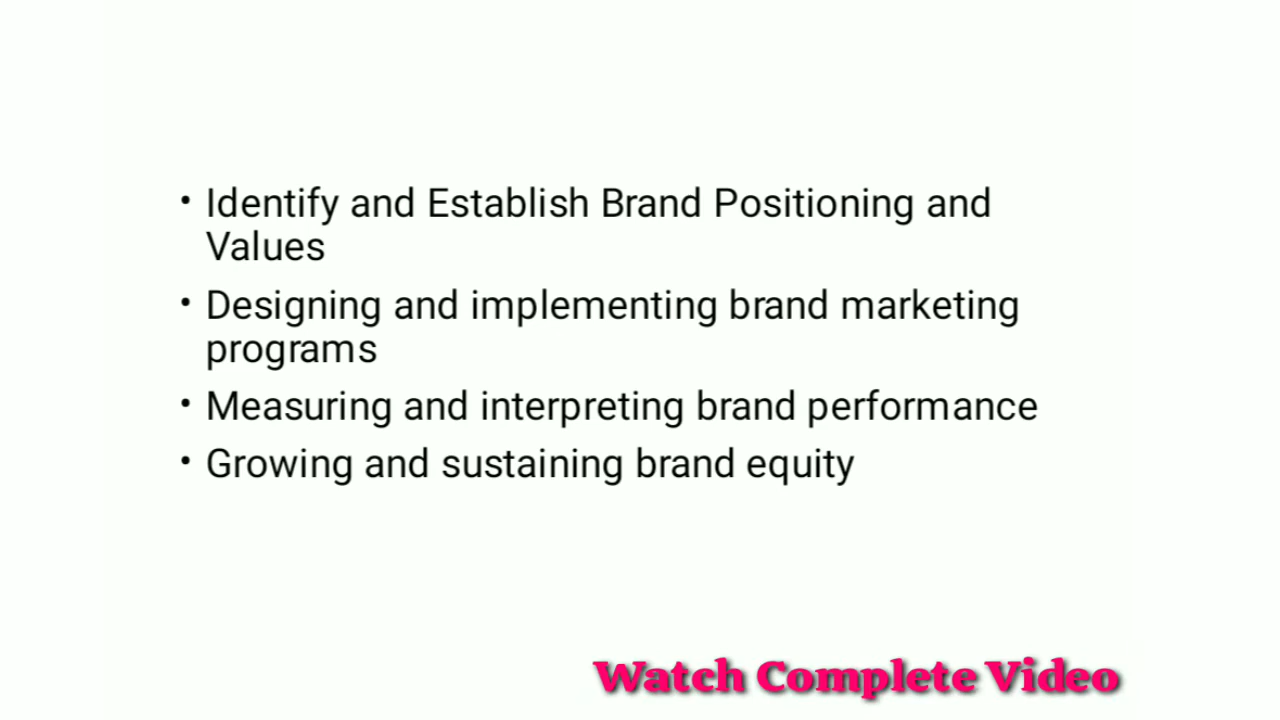 • Identify and Establish Brand Positioning and
Values
• Designing and implementing brand marketing
programs
• Measuring and interpreting brand performance
• Growing and sustaining brand equity
Watch Complete Video